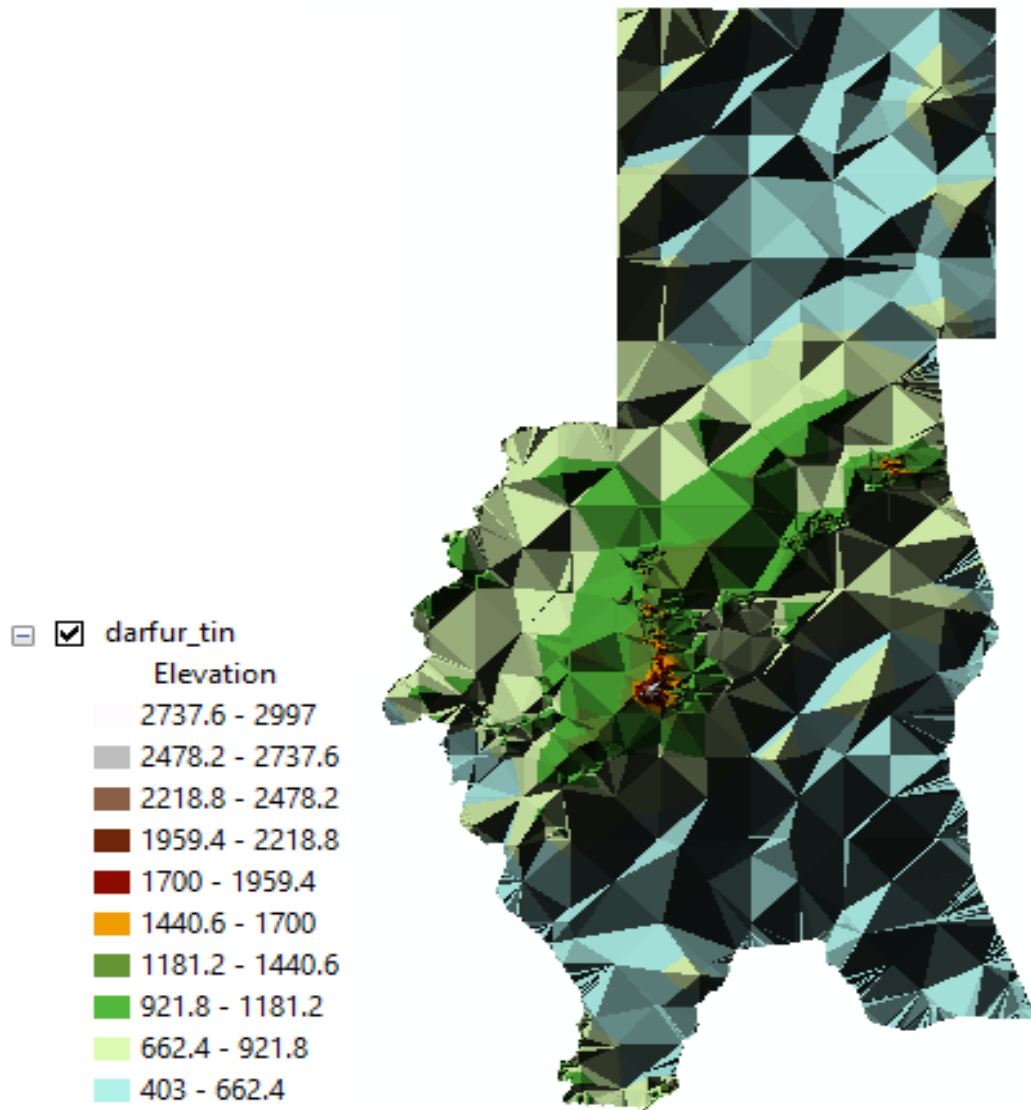 darfur_tin
Elevation
2737.6 - 2997
2478.2 - 2737.6
2218.8 - 2478.2
1959.4 - 2218.8
1700 - 1959.4
1440.6 - 1700
1181.2 - 1440.6
921.8 - 1181.2
662.4 - 921.8
403 - 662.4